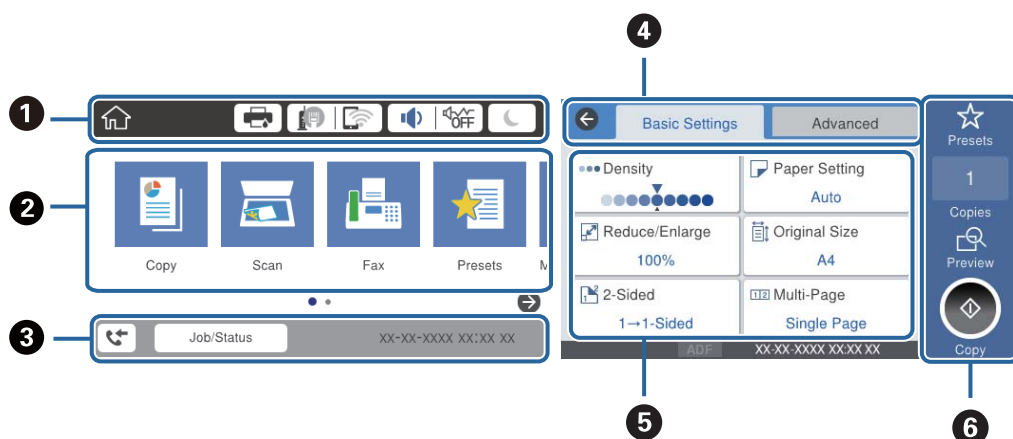 4
1
OFF
Basic Settings
Advanced
Presets
2
Copy
Scan
Fax
Presets
Density
Paper Setting
Auto
1
Copies
Reduce/Enlarge
100%
Original Size
A4
Preview
2-Sided
1→1-Sided
Multi-Page
Single Page
3
Job/Status
XX-XX-XXXX XX:XX XX
ADF
XX-XX-XXXX XX:XX XX
Copy
5
6